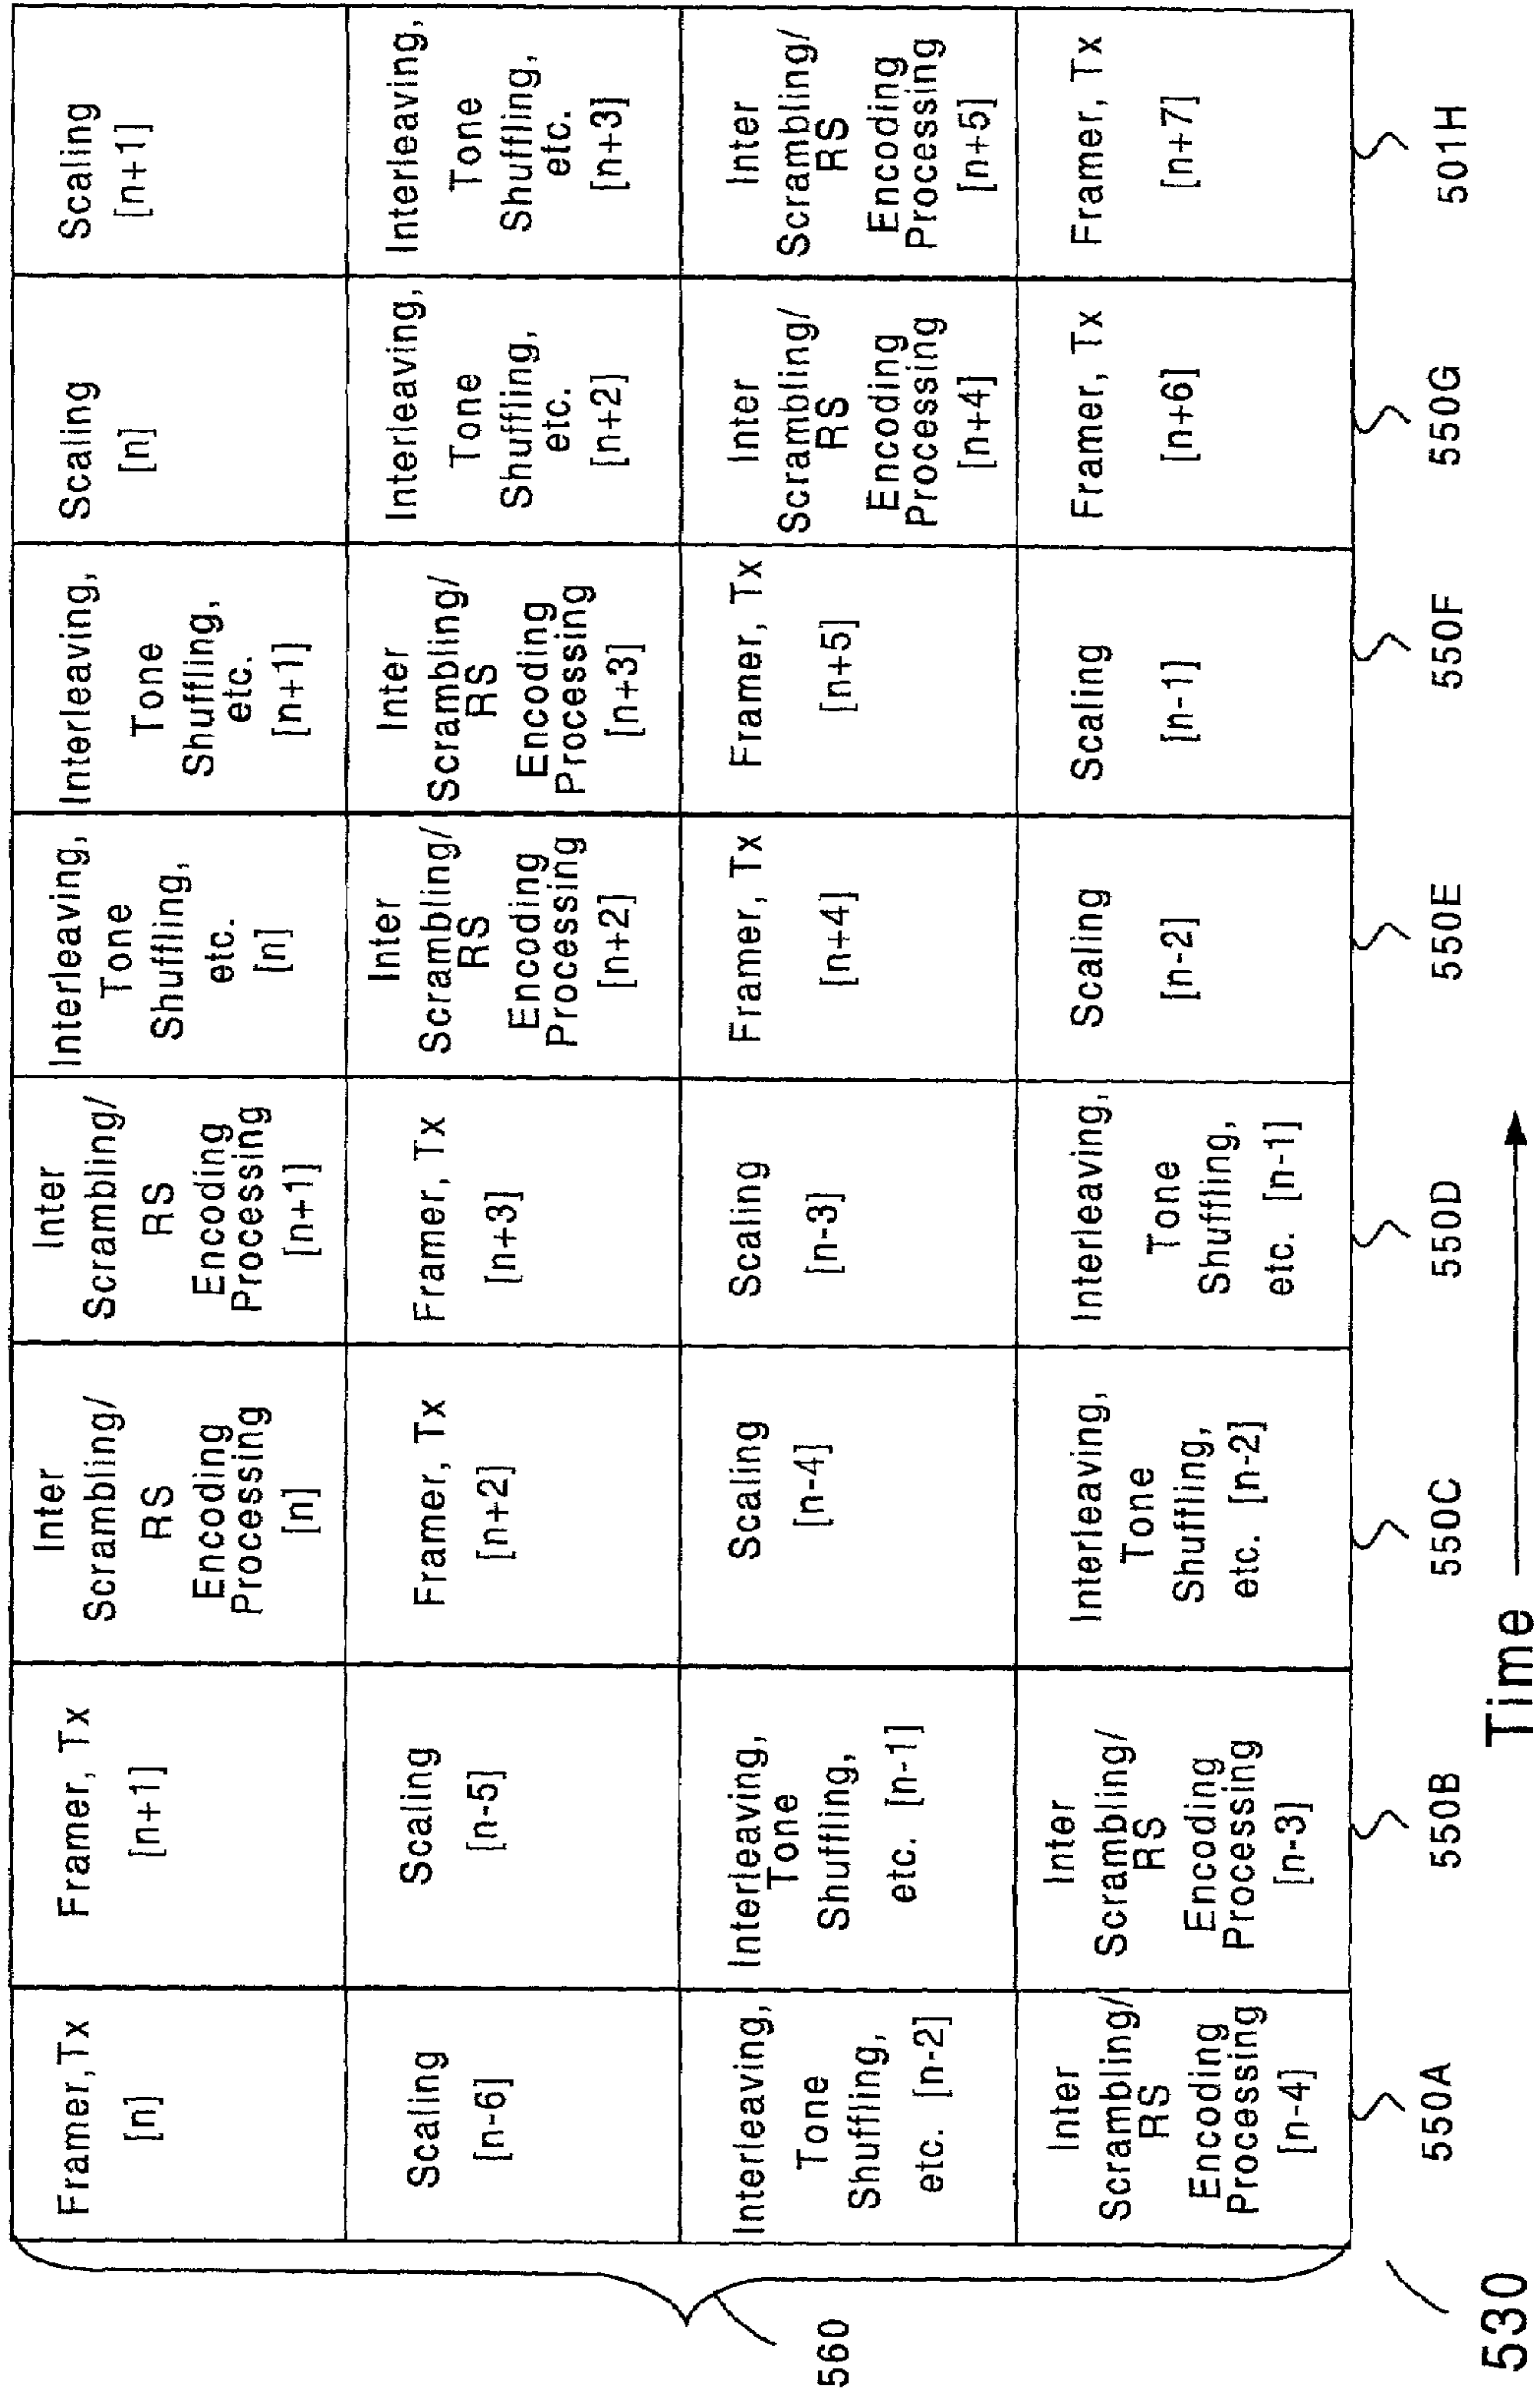 Framer,Tx
[n]
Framer, Tx
[n+1]
Inter
Scrambling/
RS
Encoding
Processing
[n]
Inter
Scrambling/
RS
Encoding
Processing
[n+1]
Interleaving,
Tone
Shuffling,
etc.
[n]
Interleaving,
Tone
Shuffling,
etc.
[n+1]
Scaling
[n]
Scaling
[n+1]
Scaling
[n-6]
Scaling
[n-5]
Framer, Tx
[n+2]
Framer, Tx
[n+3]
Inter
Scrambling/
RS
Encoding
Processing
[n+2]
Inter
Scrambling/
RS
Encoding
Processing
[n+3]
Interleaving,
Tone
Shuffling,
etc.
[n+2]
Interleaving,
Tone
Shuffling,
etc.
[n+3]
Interleaving,
Tone
Shuffling,
etc. [n-2]
Interleaving,
Tone
Shuffling,
etc. [n-1]
Scaling
[n-4]
Scaling
[n-3]
Framer, Tx
[n+4]
Framer, Tx
[n+5]
Inter
Scrambling/
RS
Encoding
Processing
[n+4]
Inter
Scrambling/
RS
Encoding
Processing
[n+5]
Inter
Scrambling/
RS
Encoding
Processing
[n-4]
Inter
Scrambling/
RS
Encoding
Processing
[n-3]
Interleaving,
Tone
Shuffling,
etc. [n-2]
Interleaving,
Tone
Shuffling,
etc. [n-1]
Scaling
[n-2]
Scaling
[n-1]
Framer, Tx
[n+6]
Framer, Tx
[n+7]
560
550A
550B
550C
550D
550E
550F
550G
501H
530
Time